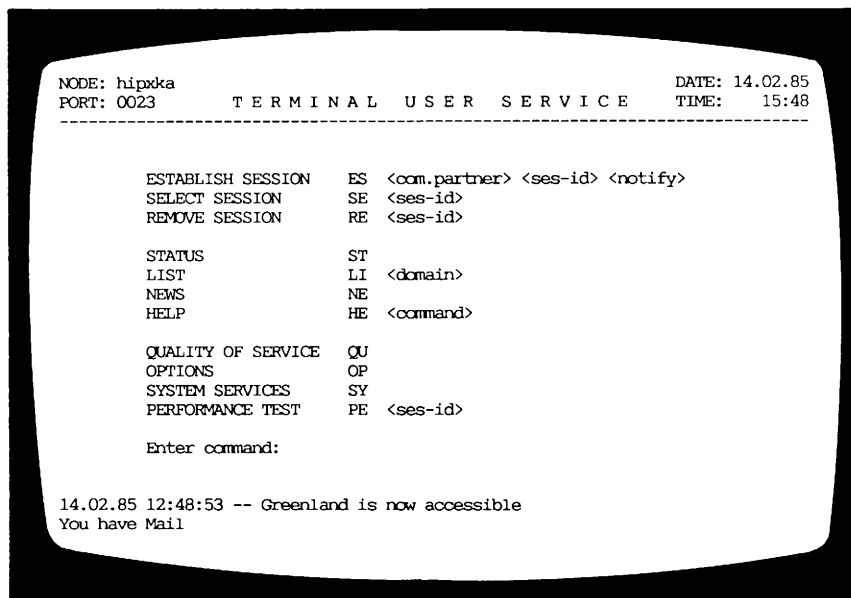 NODE: hipxka DATE: 14.02.85
PORT: 0023 T E R M I N A L U S E R S E R V I C E TIME: 15:48
--------------------------------------------------------------------------------
ESTABLISH SESSION ES <com.partner> <ses-id> <notify>
SELECT SESSION SE <ses-id>
REMOVE SESSION RE <ses-id>
STATUS ST
LIST LI <domain>
NEWS NE
HELP HE <command>
QUALITY OF SERVICE QU
OPTIONS OP
SYSTEM SERVICES SY
PERFORMANCE TEST PE <ses-id>
Enter command:
14.02.85 12:48:53 -- Greenland is now accessible
You have Mail